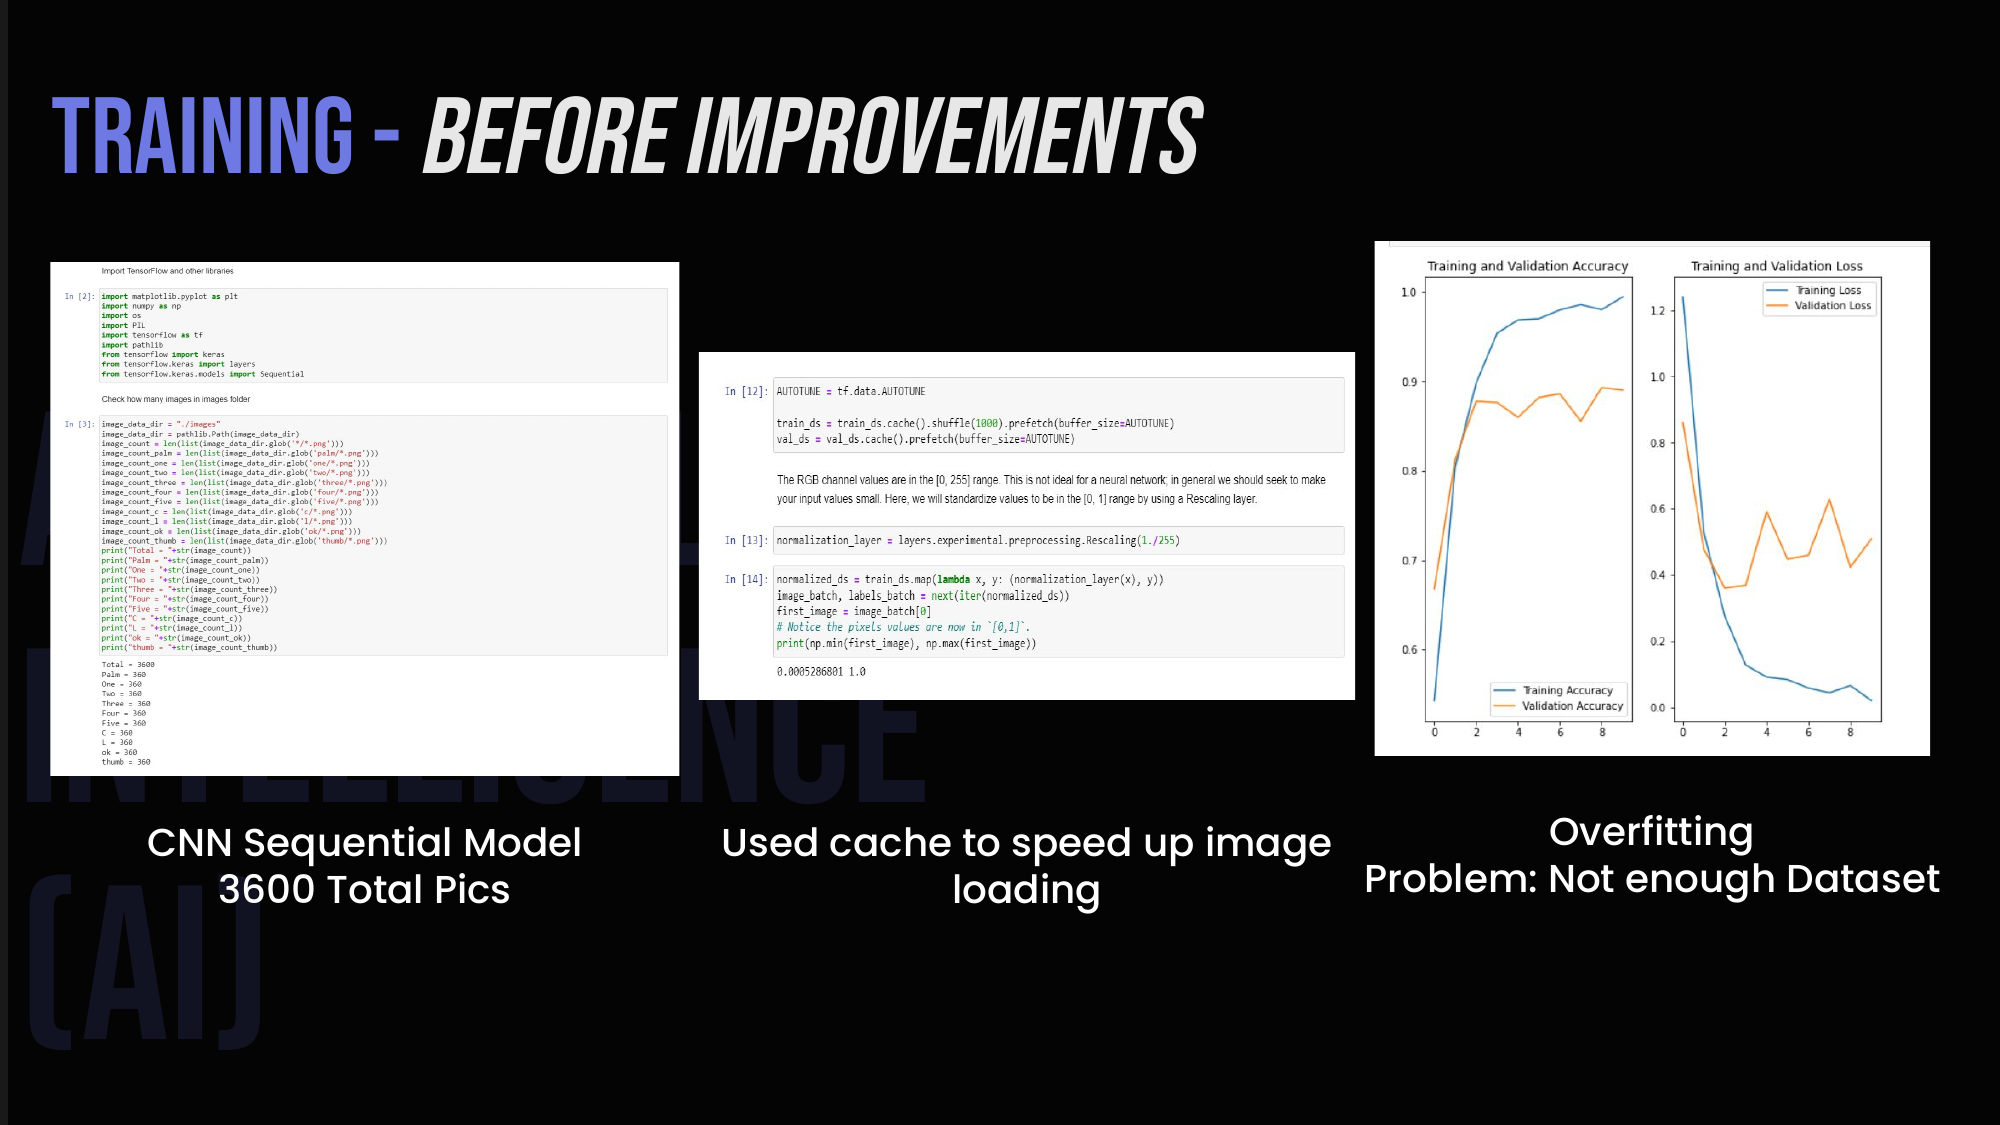 TRAINING - BEFORE IMPROVEMENTS
Import TensorFlow and other libraries
In [2]: import matplotlib.pyplot as plt
import numpy as np
import os
import PIL
import tensorflow as tf
import pathlib
from tensorflow import keras
from tensorflow.keras import layers
from tensorflow.keras.models import Sequential
Check how many images in images folder
In [3]: image_data_dir = "./images"
image_data_dir = pathlib.Path(image_data_dir)
image_count = len(list(image_data_dir.glob('*/*.png')))
image_count_palm = len(list(image_data_dir.glob('palm/*.png')))
image_count_one = len(list(image_data_dir.glob('one/*.png')))
image_count_two = len(list(image_data_dir.glob('two/*.png')))
image_count_three = len(list(image_data_dir.glob('three/*.png')))
image_count_four = len(list(image_data_dir.glob('four/*.png')))
image_count_five = len(list(image_data_dir.glob('five/*.png')))
image_count_c = len(list(image_data_dir.glob('c/*.png')))
image_count_l = len(list(image_data_dir.glob('l/*.png')))
image_count_ok = len(list(image_data_dir.glob('ok/*.png')))
image_count_thumb = len(list(image_data_dir.glob('thumb/*.png')))
print("Total = "+str(image_count))
print("Palm = "+str(image_count_palm))
print("One = "+str(image_count_one))
print("Two = "+str(image_count_two))
print("Three = "+str(image_count_three))
print("Four = "+str(image_count_four))
print("Five = "+str(image_count_five))
print("C = "+str(image_count_c))
print("L = "+str(image_count_l))
print("ok = "+str(image_count_ok))
print("thumb = "+str(image_count_thumb))
Total = 3600
Palm = 360
One = 360
Two = 360
Three = 360
Four = 360
Five = 360
C = 360
L = 360
ok = 360
thumb = 360
CNN Sequential Model
3600 Total Pics
In [12]: AUTOTUNE = tf.data.AUTOTUNE
train_ds = train_ds.cache().shuffle(1000).prefetch(buffer_size=AUTOTUNE)
val_ds = val_ds.cache().prefetch(buffer_size=AUTOTUNE)
The RGB channel values are in the [0, 255] range. This is not ideal for a neural network; in general we should seek to make
your input values small. Here, we will standardize values to be in the [0, 1] range by using a Rescaling layer.
In [13]: normalization_layer = layers.experimental.preprocessing.Rescaling(1./255)
In [14]: normalized_ds = train_ds.map(lambda x, y: (normalization_layer(x), y))
image_batch, labels_batch = next(iter(normalized_ds))
first_image = image_batch[0]
# Notice the pixels values are now in `[0,1]`.
print(np.min(first_image), np.max(first_image))
0.0005286801 1.0
Used cache to speed up image
loading
Training and Validation Accuracy
1.0
0.9
0.8
0.7
0.6
Training Accuracy
Validation Accuracy
0 2 4 6 8
Training and Validation Loss
Training Loss
Validation Loss
1.2
1.0
0.8
0.6
0.4
0.2
0.0
0 2 4 6 8
Overfitting
Problem: Not enough Dataset
INTELLIGENCE
(AI)